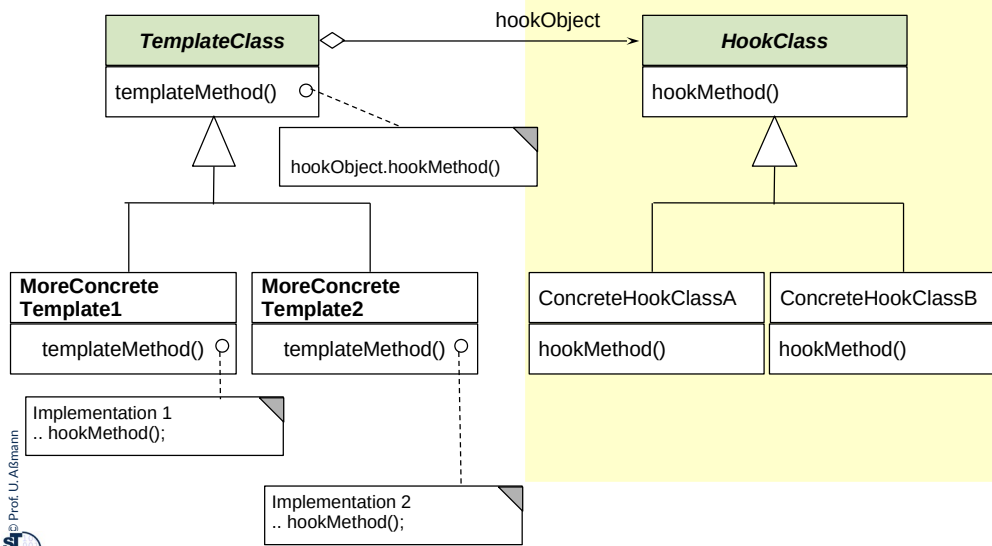 hookObject
TemplateClass
HookClass
templateMethod()
hookMethod()
hookObject.hookMethod()
MoreConcrete
Template1
MoreConcrete
Template2
ConcreteHookClassA
ConcreteHookClassB
templateMethod()
templateMethod()
hookMethod()
hookMethod()
Implementation 1
.. hookMethod();
Implementation 2
.. hookMethod();
© Prof. U. Aßmann
ST